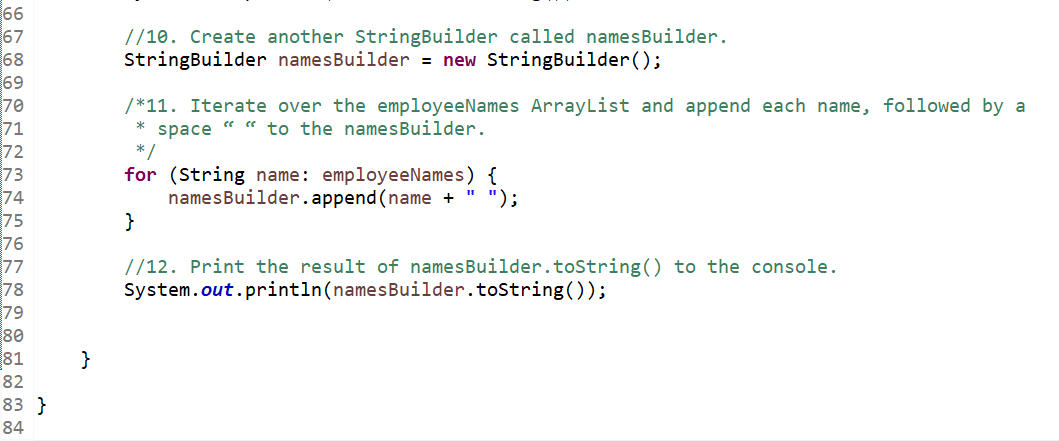 66
67 //10. Create another StringBuilder called namesBuilder.
68 StringBuilder namesBuilder = new StringBuilder();
69
70 /*11. Iterate over the employeeNames ArrayList and append each name, followed by a
71 * space “ “ to the namesBuilder.
72 */
73 for (String name: employeeNames) {
74 namesBuilder.append(name + " ");
75 }
76
77 //12. Print the result of namesBuilder.toString() to the console.
78 System.out.println(namesBuilder.toString());
79
80
81 }
82
83 }
84